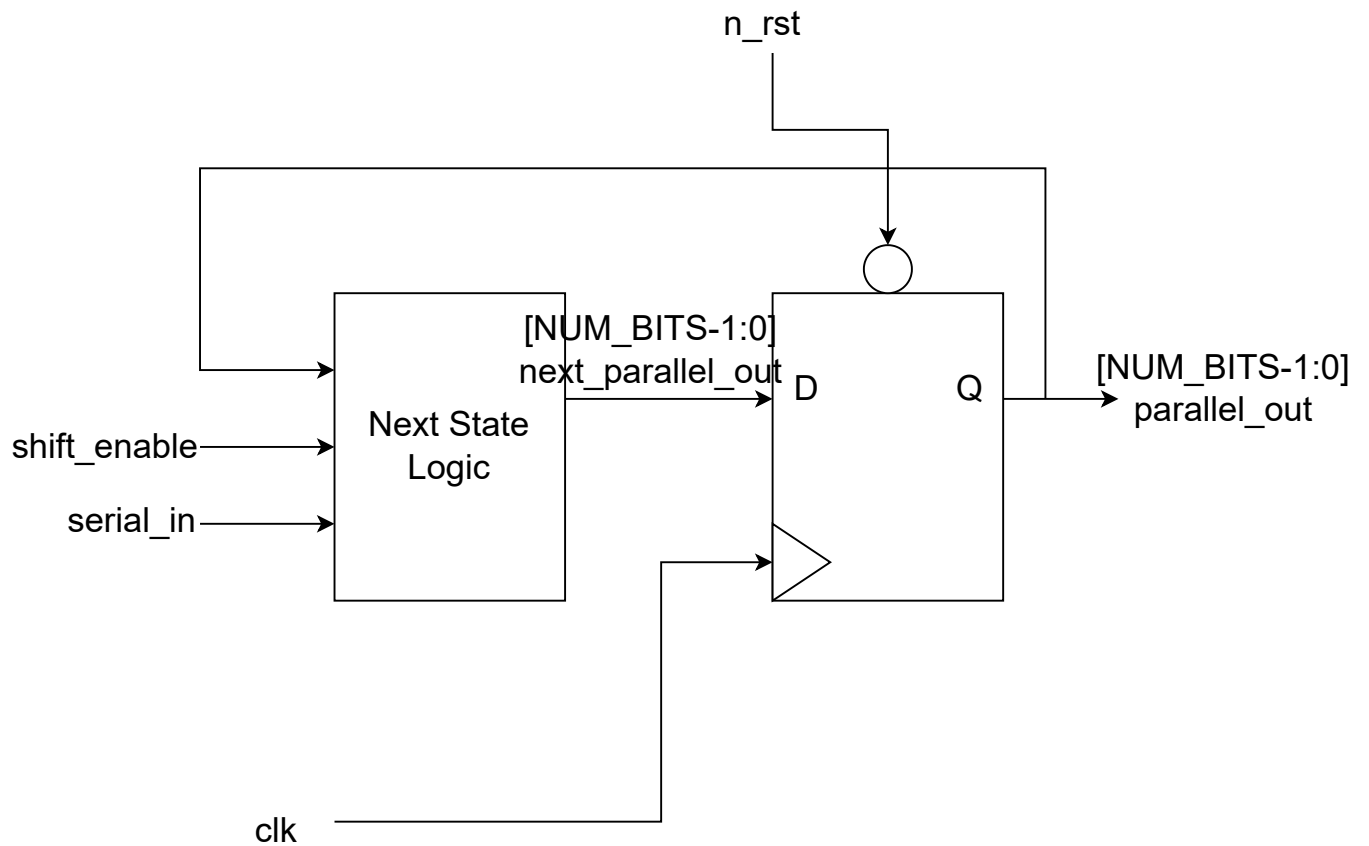 n_rst
[NUM_BITS-1:0]
next_parallel_out
[NUM_BITS-1:0]
parallel_out
D
Q
Next State
Logic
shift_enable
serial_in
clk